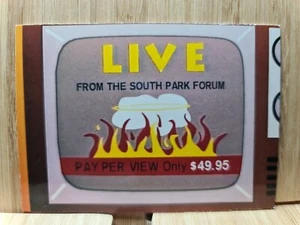 LIVE
FROM THE SOUTH PARK FORUM
PAY PER VIEW Only $49.95